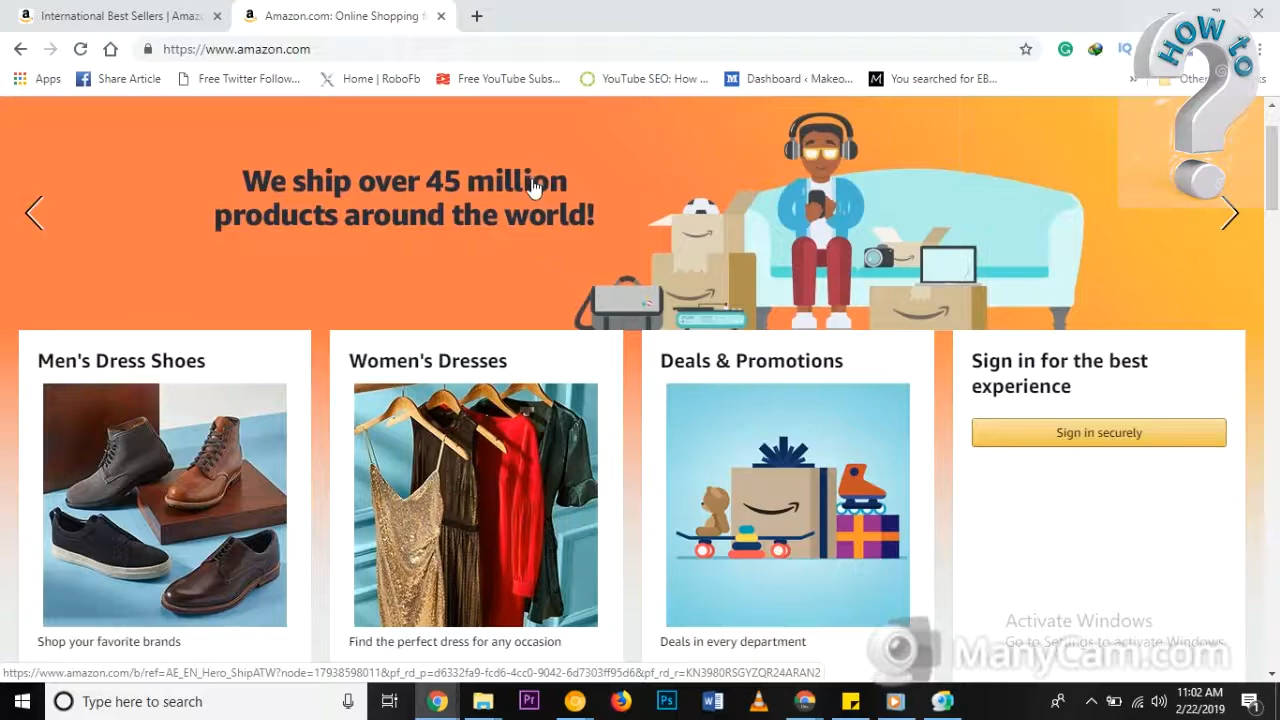 International Best Sellers | Amaz
Amazon.com: Online Shopping f
https://www.amazon.com
IQ
HOW to
?
Apps
Share Article
Free Twitter Follow...
Home | RoboFb
Free YouTube Subs...
YouTube SEO: How ...
Dashboard ‹ Makeo...
You searched for EB...
»
We ship over 45 million
products around the world!
Men's Dress Shoes
Women's Dresses
Deals & Promotions
Sign in for the best
experience
Sign in securely
Shop your favorite brands
Find the perfect dress for any occasion
Deals in every department
Activate Windows
Go to Settings to activate Windows.
ManyCam.com
https://www.amazon.com/b/ref=AE_EN_Hero_ShipATW?node=17938598011&pf_rd_p=d6332fa9-fcd6-4cc0-9042-6d7303ff95d6&pf_rd_r=KN3980RSGYZQR24ARAN2
Type here to search
Pr
Ps
W
11:02 AM
2/22/2019
1